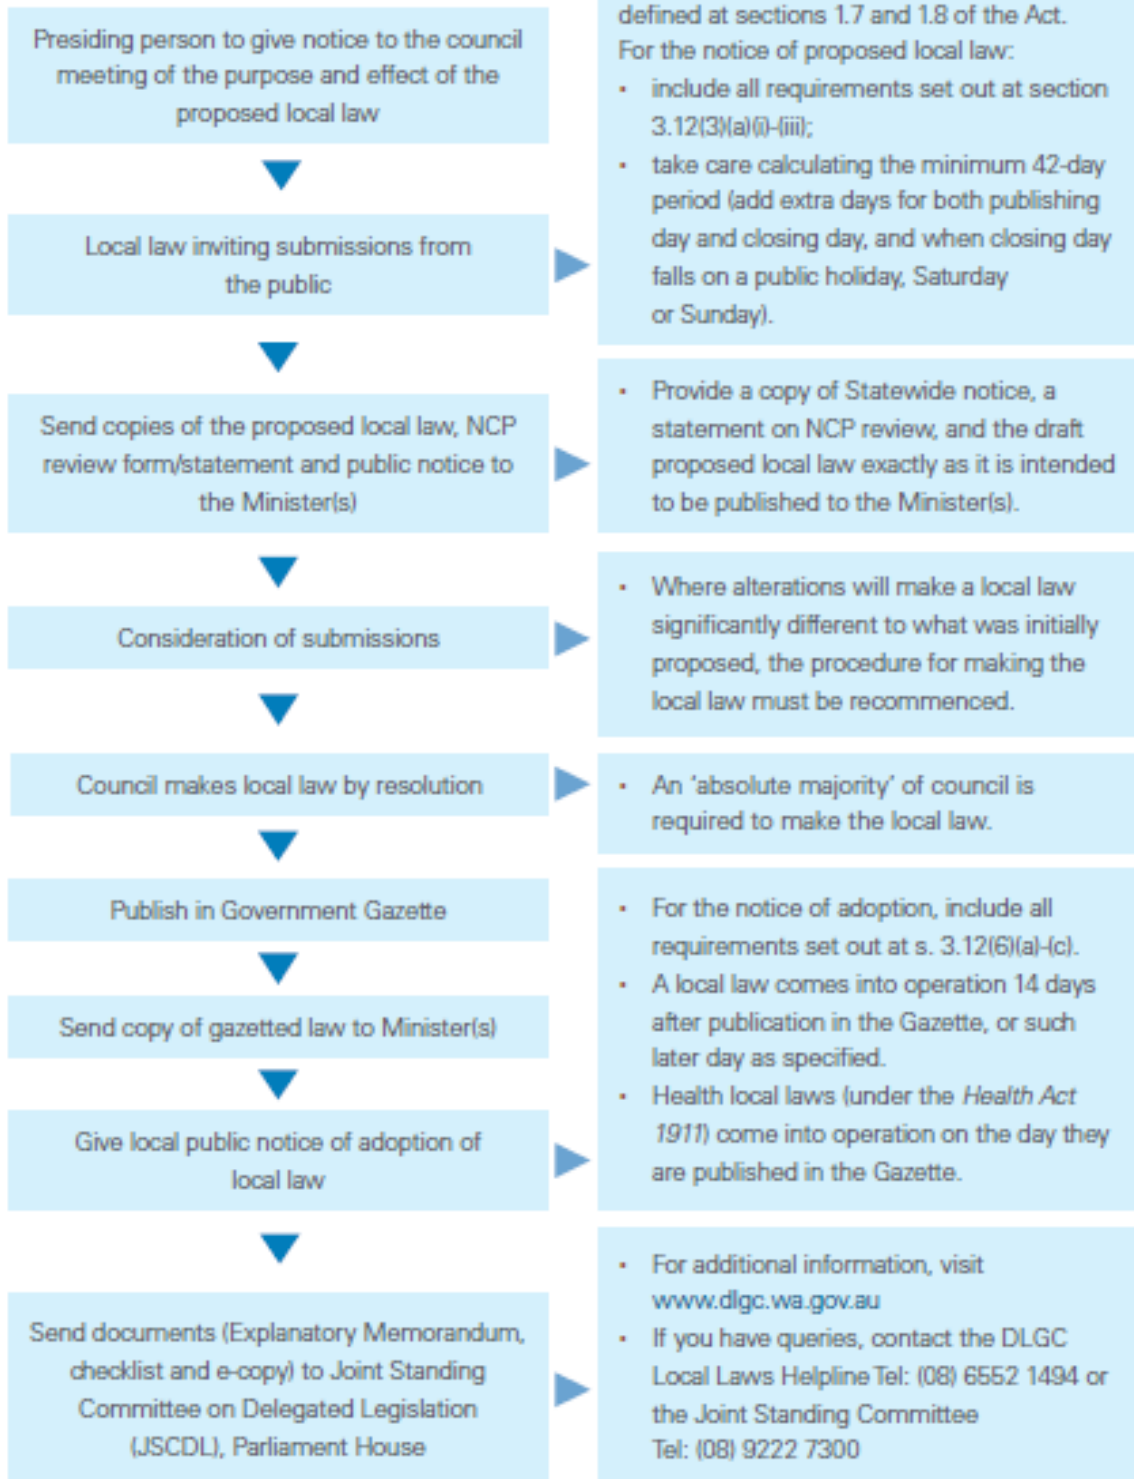 Presiding person to give notice to the council
meeting of the purpose and effect of the
proposed local law
defined at sections 1.7 and 1.8 of the Act.
For the notice of proposed local law:
• include all requirements set out at section
3.12(3)(a)(i)-(iii);
• take care calculating the minimum 42-day
period (add extra days for both publishing
day and closing day, and when closing day
falls on a public holiday, Saturday
or Sunday).
Local law inviting submissions from
the public
Send copies of the proposed local law, NCP
review form/statement and public notice to
the Minister(s)
• Provide a copy of Statewide notice, a
statement on NCP review, and the draft
proposed local law exactly as it is intended
to be published to the Minister(s).
Consideration of submissions
• Where alterations will make a local law
significantly different to what was initially
proposed, the procedure for making the
local law must be recommenced.
Council makes local law by resolution
• An ‘absolute majority’ of council is
required to make the local law.
Publish in Government Gazette
Send copy of gazetted law to Minister(s)
Give local public notice of adoption of
local law
• For the notice of adoption, include all
requirements set out at s. 3.12(6)(a)-(c).
• A local law comes into operation 14 days
after publication in the Gazette, or such
later day as specified.
• Health local laws (under the Health Act
1911) come into operation on the day they
are published in the Gazette.
Send documents (Explanatory Memorandum,
checklist and e-copy) to Joint Standing
Committee on Delegated Legislation
(JSCDL), Parliament House
• For additional information, visit
www.dlgc.wa.gov.au
• If you have queries, contact the DLGC
Local Laws Helpline Tel: (08) 6552 1494 or
the Joint Standing Committee
Tel: (08) 9222 7300